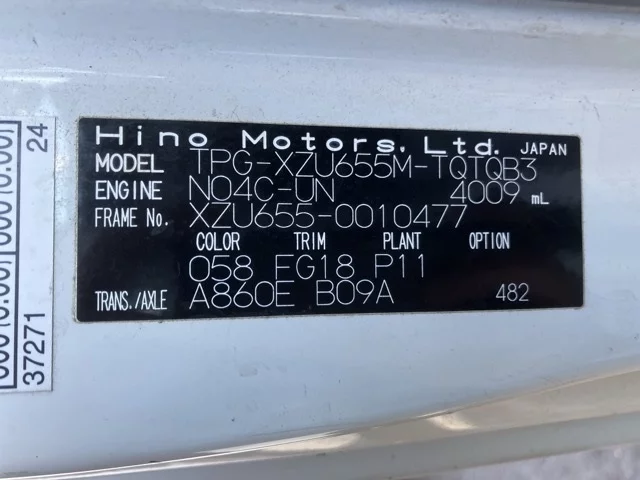 Hino Motors, Ltd. JAPAN
MODEL TPG-XZU655M-TQTQB3
ENGINE N04C-UN 4009 mL
FRAME No. XZU655-0010477
COLOR TRIM PLANT OPTION
058 FG18 P11
TRANS./AXLE A860E B09A 482
37271 24